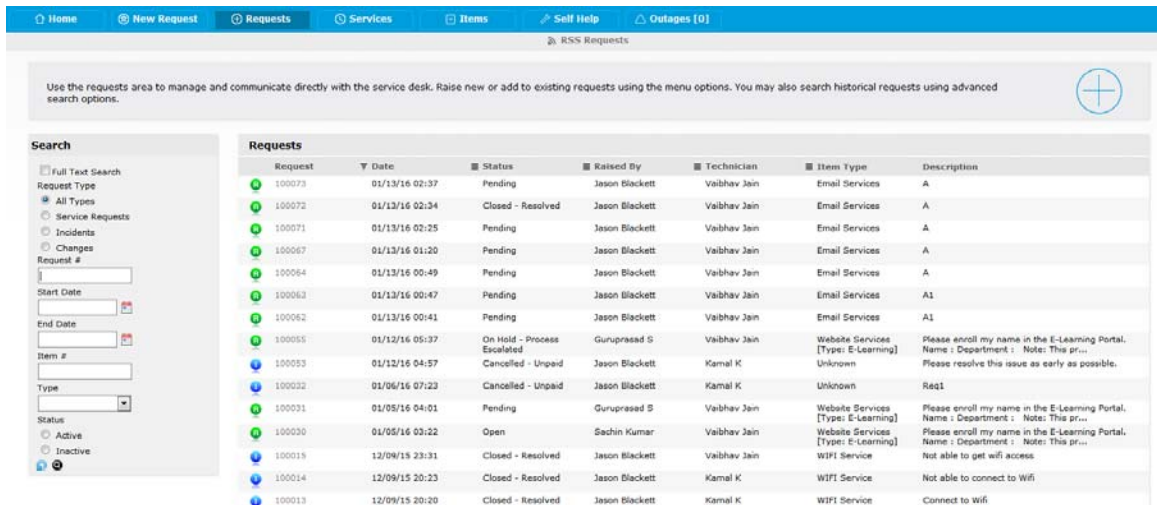 Home New Request Requests Services Items Self Help Outages [0]
RSS Requests
Use the requests area to manage and communicate directly with the service desk. Raise new or add to existing requests using the menu options. You may also search historical requests using advanced
search options.
Search
Full Text Search
Request Type
All Types
Service Requests
Incidents
Changes
Request #
Start Date
End Date
Item #
Type
Status
Active
Inactive
Requests
Request Date Status Raised By Technician Item Type Description
100073 01/13/16 02:37 Pending Jason Blackett Vaibhav Jain Email Services A
100072 01/13/16 02:34 Closed - Resolved Jason Blackett Vaibhav Jain Email Services A
100071 01/13/16 02:25 Pending Jason Blackett Vaibhav Jain Email Services A
100067 01/13/16 01:20 Pending Jason Blackett Vaibhav Jain Email Services A
100064 01/13/16 00:49 Pending Jason Blackett Vaibhav Jain Email Services A
100063 01/13/16 00:47 Pending Jason Blackett Vaibhav Jain Email Services A1
100062 01/13/16 00:41 Pending Jason Blackett Vaibhav Jain Email Services A1
100055 01/12/16 05:37 On Hold - Process Guruprasad S Vaibhav Jain Website Services Please enroll my name in the E-Learning Portal.
Escalated [Type: E-Learning] Name : Department : Note: This pr...
100053 01/12/16 04:57 Cancelled - Unpaid Jason Blackett Kamal K Unknown Please resolve this issue as early as possible.
100032 01/06/16 07:23 Cancelled - Unpaid Jason Blackett Kamal K Unknown Req1
100031 01/05/16 04:01 Pending Guruprasad S Vaibhav Jain Website Services Please enroll my name in the E-Learning Portal.
[Type: E-Learning] Name : Department : Note: This pr...
100030 01/05/16 03:22 Open Sachin Kumar Vaibhav Jain Website Services Please enroll my name in the E-Learning Portal.
[Type: E-Learning] Name : Department : Note: This pr...
100015 12/09/15 23:31 Closed - Resolved Jason Blackett Vaibhav Jain WIFI Service Not able to get wifi access
100014 12/09/15 20:23 Closed - Resolved Jason Blackett Kamal K WIFI Service Not able to connect to Wifi
100013 12/09/15 20:20 Closed - Resolved Jason Blackett Kamal K WIFI Service Connect to Wifi